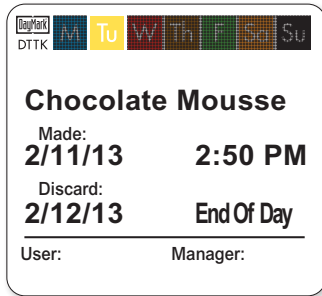 DayMark
DTTK M Tu W Th F Sa Su
Chocolate Mousse
Made:
2/11/13 2:50 PM
Discard:
2/12/13 End Of Day
User: Manager: